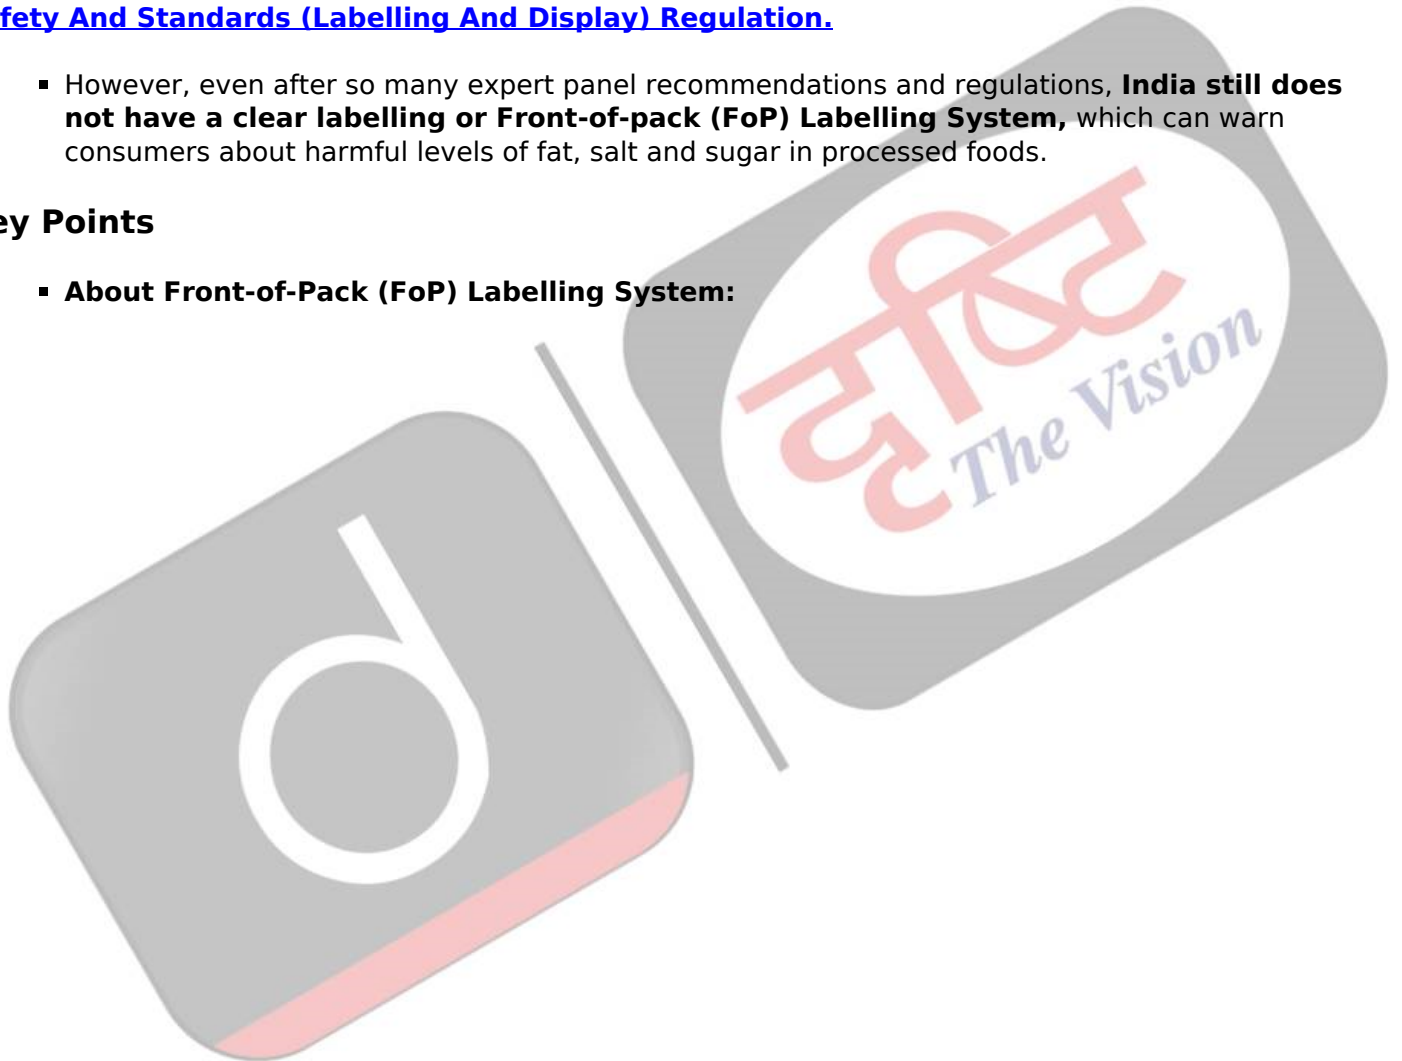 fety And Standards (Labelling And Display) Regulation.
▪ However, even after so many expert panel recommendations and regulations, India still does
not have a clear labelling or Front-of-pack (FoP) Labelling System, which can warn
consumers about harmful levels of fat, salt and sugar in processed foods.
ey Points
▪ About Front-of-Pack (FoP) Labelling System:
दृष्टि
The Vision
d